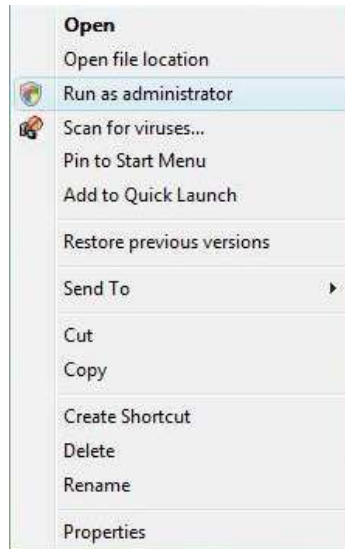 Open
Open file location
Run as administrator
Scan for viruses...
Pin to Start Menu
Add to Quick Launch
Restore previous versions
Send To
Cut
Copy
Create Shortcut
Delete
Rename
Properties